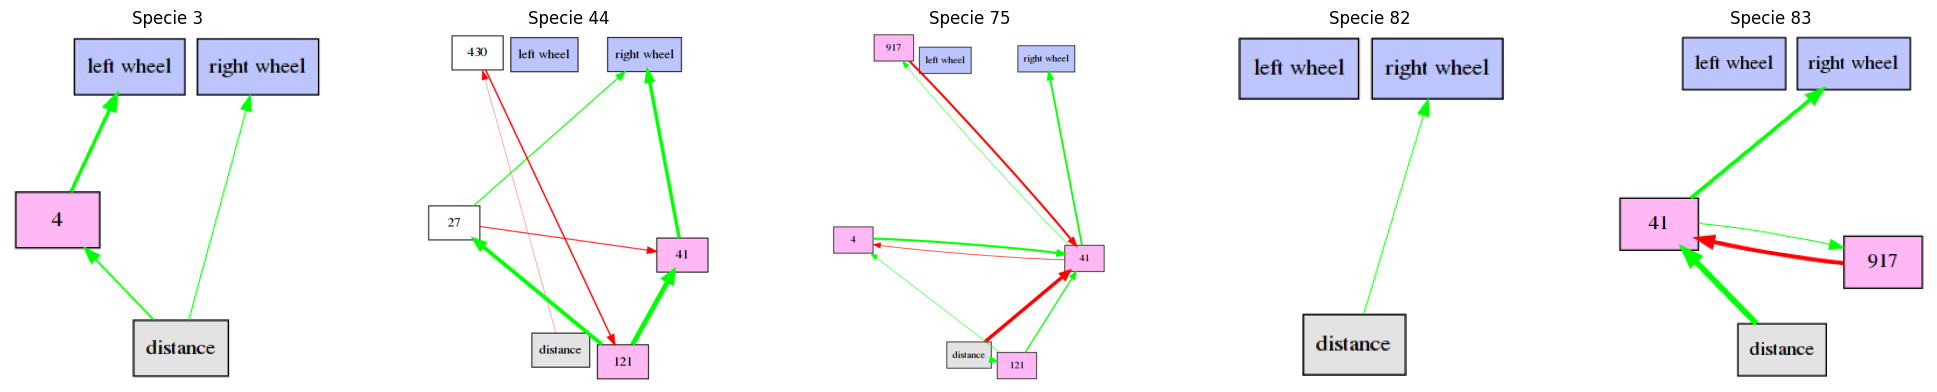 Specie 3
left wheel
right wheel
4
distance
Specie 44
430
left wheel
right wheel
27
41
distance
121
Specie 75
917
left wheel
right wheel
4
41
distance
121
Specie 82
left wheel
right wheel
distance
Specie 83
left wheel
right wheel
41
917
distance